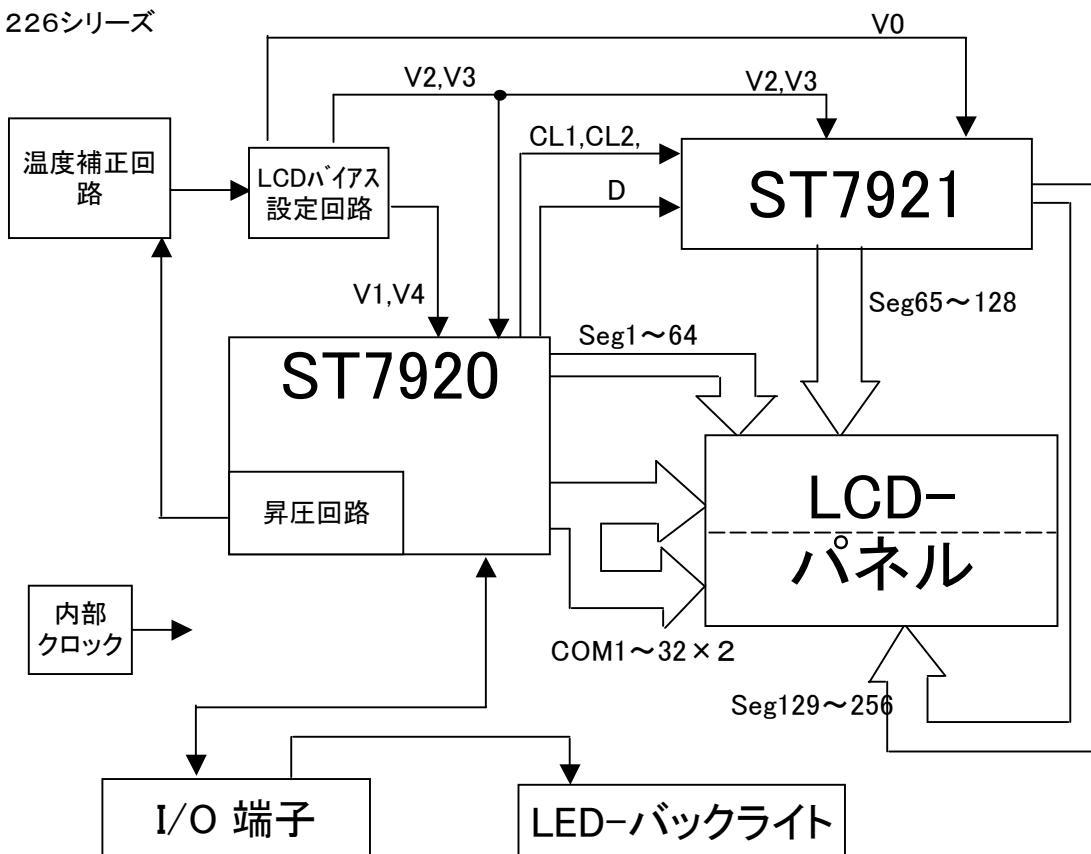 226シリーズ
V0
V2,V3
V2,V3
CL1,CL2,
温度補正回
路
LCDバイアス
設定回路
D
ST7921
V1,V4
Seg65～128
Seg1～64
ST7920
昇圧回路
LCD-
パネル
内部
クロック
COM1～32×2
Seg129～256
I/O 端子
LED-バックライト